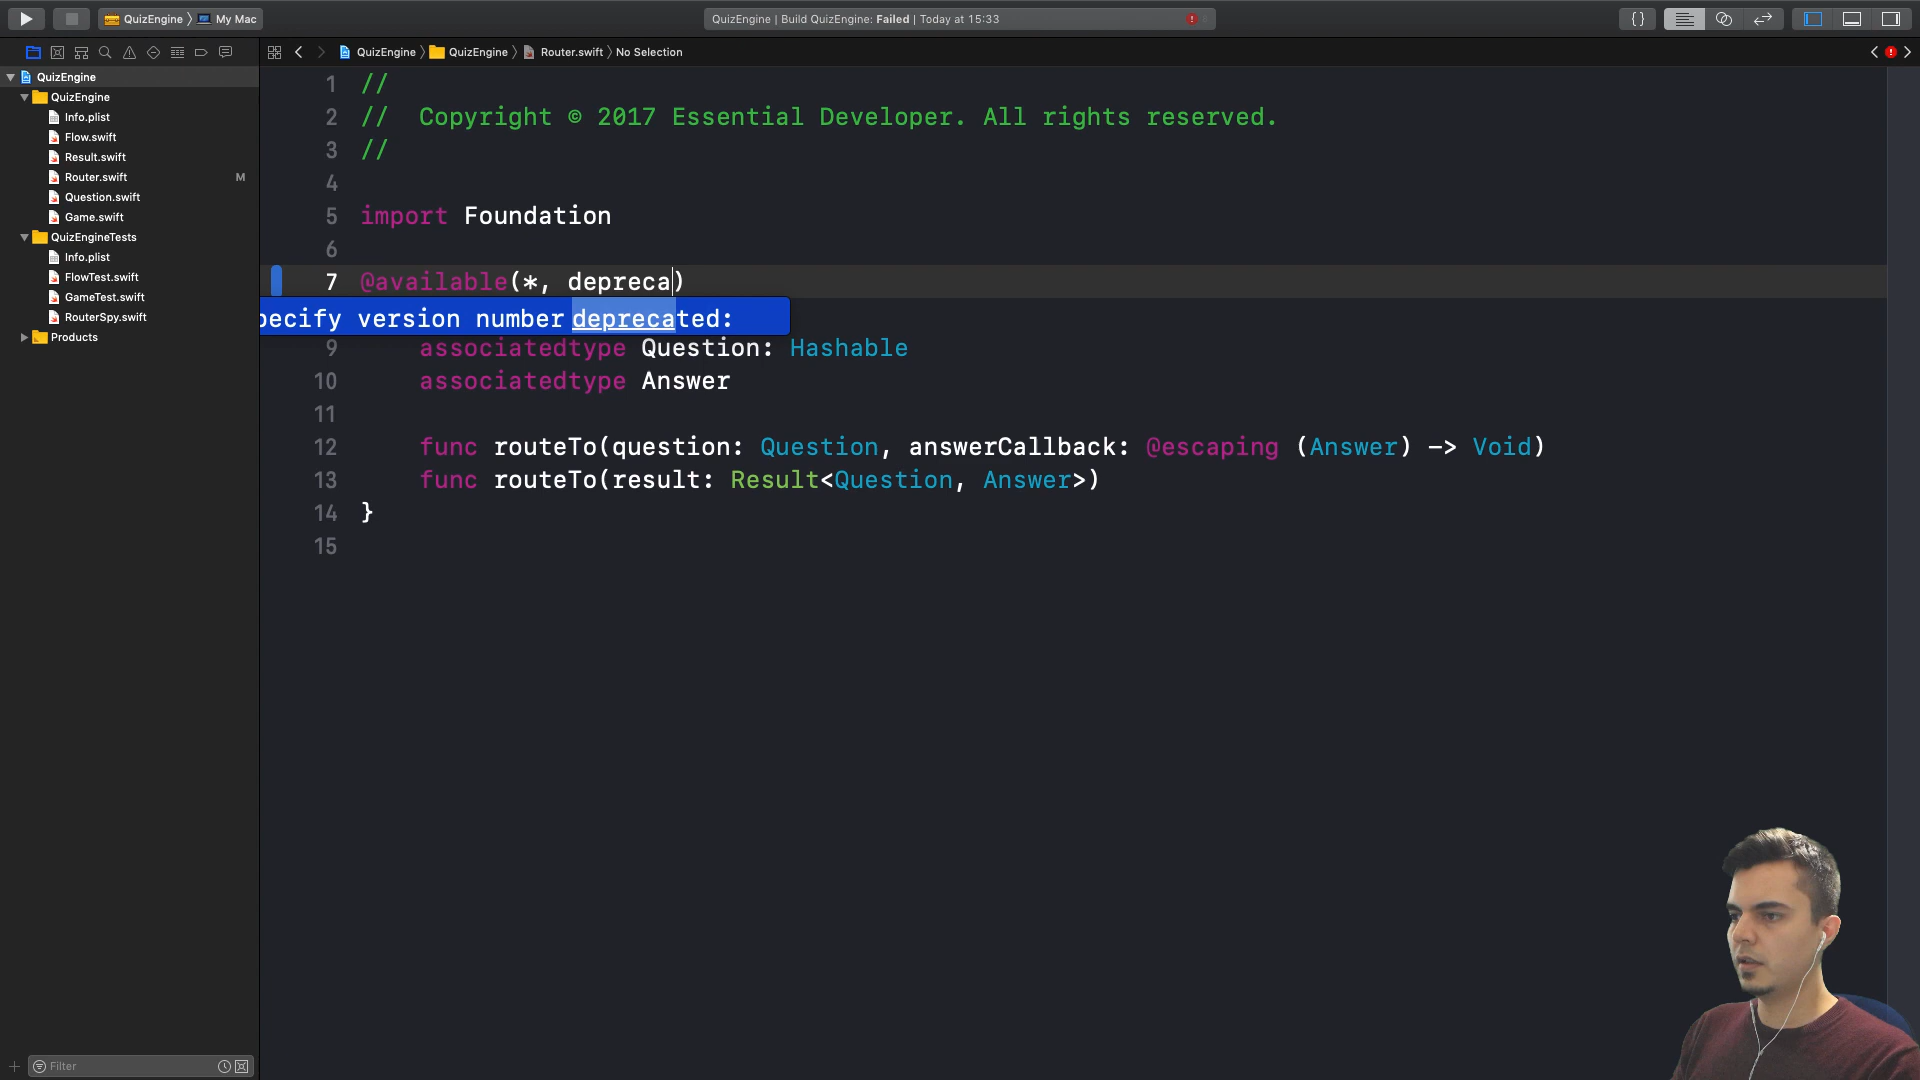 QuizEngine 〉 My Mac
QuizEngine | Build QuizEngine: Failed | Today at 15:33
{}
QuizEngine 〉 QuizEngine 〉 Router.swift 〉 No Selection
QuizEngine
QuizEngine
Info.plist
Flow.swift
Result.swift
Router.swift M
Question.swift
Game.swift
QuizEngineTests
Info.plist
FlowTest.swift
GameTest.swift
RouterSpy.swift
Products
Filter
1 //
2 //  Copyright © 2017 Essential Developer. All rights reserved.
3 //
4
5 import Foundation
6
7 @available(*, depreca)
pecify version number deprecated:
9     associatedtype Question: Hashable
10     associatedtype Answer
11
12     func routeTo(question: Question, answerCallback: @escaping (Answer) -> Void)
13     func routeTo(result: Result<Question, Answer>)
14 }
15